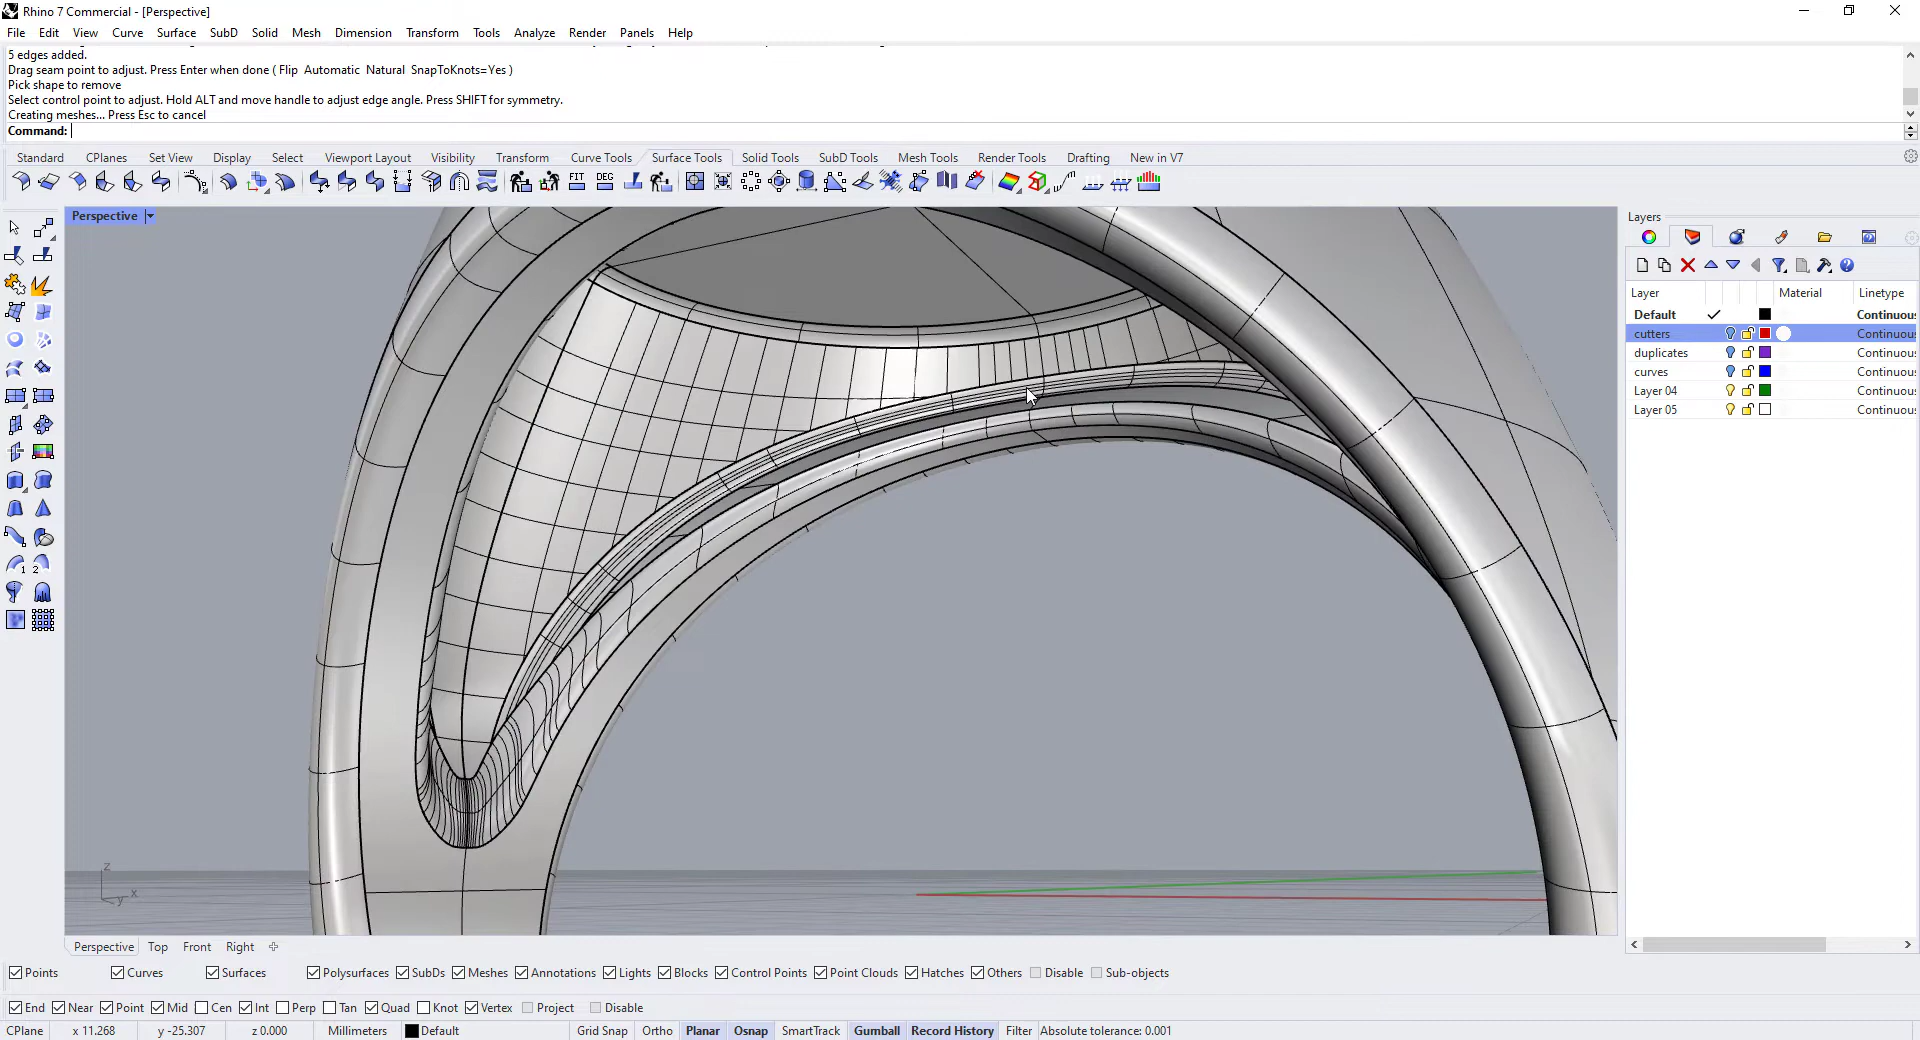 Rhino 7 Commercial - [Perspective]
File Edit View Curve Surface SubD Solid Mesh Dimension Transform Tools Analyze Render Panels Help
5 edges added.
Drag seam point to adjust. Press Enter when done ( Flip Automatic Natural SnapToKnots=Yes )
Pick shape to remove
Select control point to adjust. Hold ALT and move handle to adjust edge angle. Press SHIFT for symmetry.
Creating meshes... Press Esc to cancel
Command:
Standard CPlanes Set View Display Select Viewport Layout Visibility Transform Curve Tools Surface Tools Solid Tools SubD Tools Mesh Tools Render Tools Drafting New in V7
FIT DEG
Perspective
Layers
Layer Material Linetype
Default Continuous
cutters Continuous
duplicates Continuous
curves Continuous
Layer 04 Continuous
Layer 05 Continuous
1 2
z
x
y
Perspective Top Front Right
Points Curves Surfaces Polysurfaces SubDs Meshes Annotations Lights Blocks Control Points Point Clouds Hatches Others Disable Sub-objects
End Near Point Mid Cen Int Perp Tan Quad Knot Vertex Project Disable
CPlane x 11.268 y -25.307 z 0.000 Millimeters Default Grid Snap Ortho Planar Osnap SmartTrack Gumball Record History Filter Absolute tolerance: 0.001